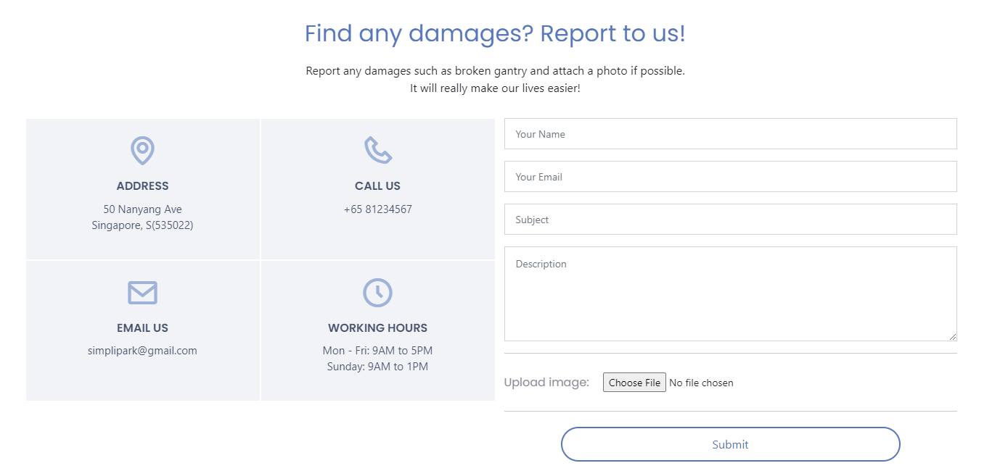 Find any damages? Report to us!
Report any damages such as broken gantry and attach a photo if possible.
It will really make our lives easier!
ADDRESS
50 Nanyang Ave
Singapore, S(535022)
CALL US
+65 81234567
EMAIL US
simplipark@gmail.com
WORKING HOURS
Mon - Fri: 9AM to 5PM
Sunday: 9AM to 1PM
Your Name
Your Email
Subject
Description
Upload image: Choose File No file chosen
Submit